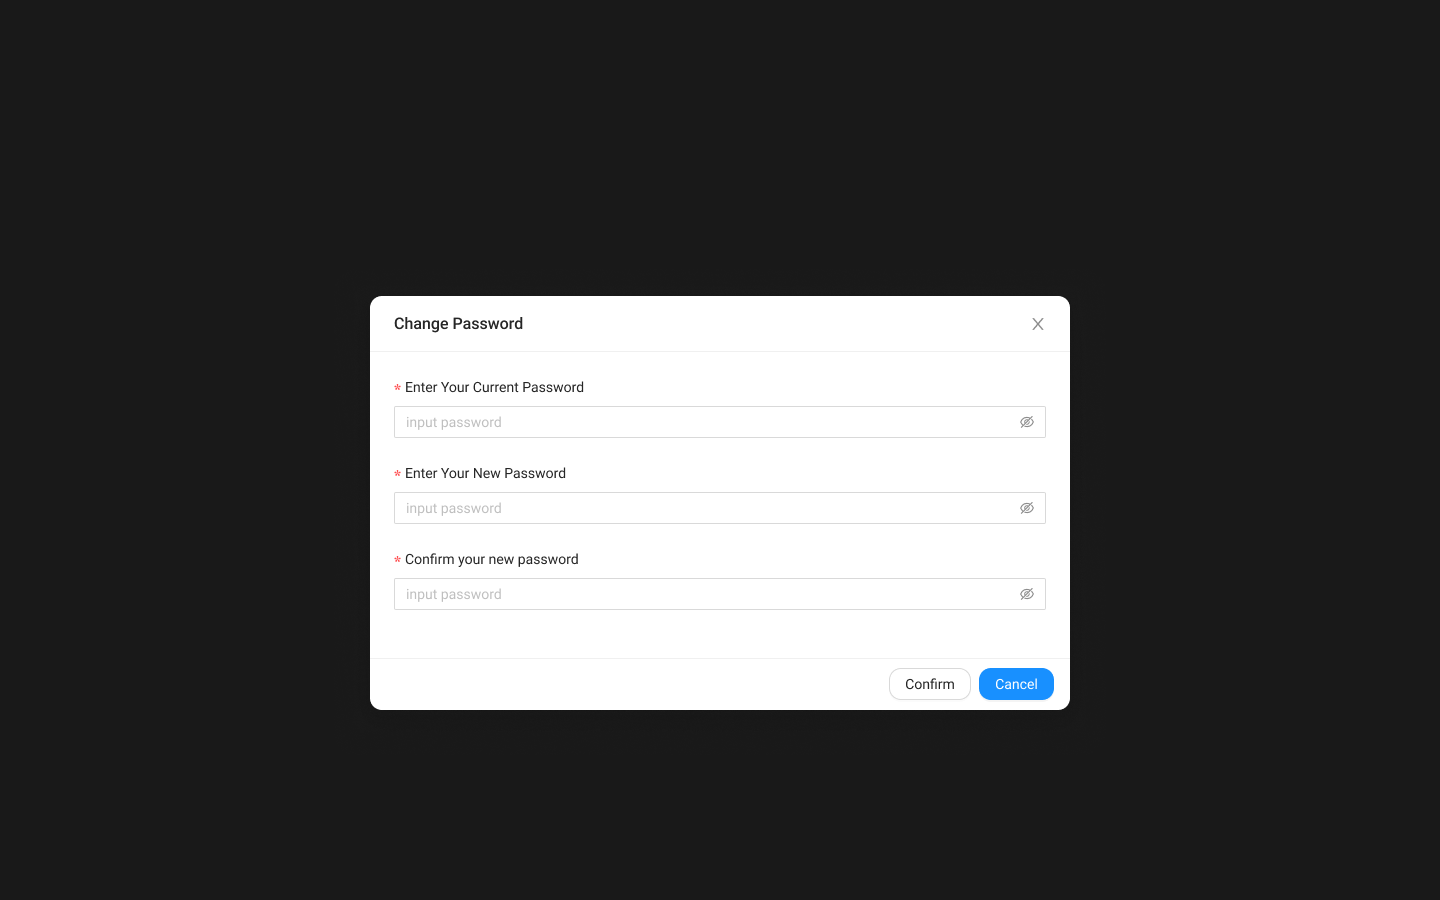 Change Password
* Enter Your Current Password
input password
* Enter Your New Password
input password
* Confirm your new password
input password
Confirm Cancel